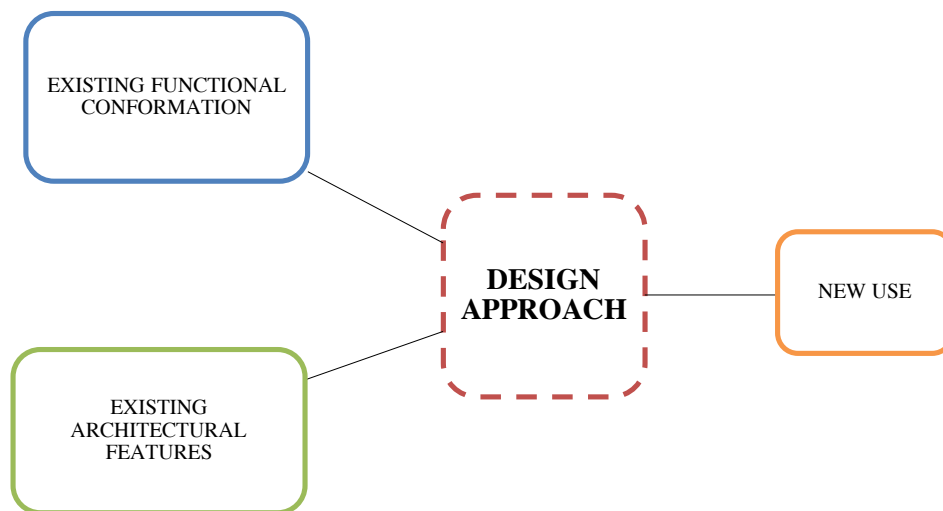 EXISTING FUNCTIONAL
CONFORMATION
DESIGN
APPROACH
NEW USE
EXISTING
ARCHITECTURAL
FEATURES